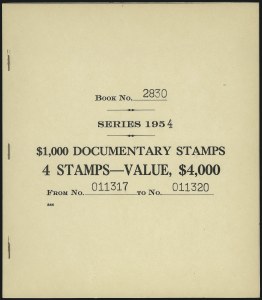 Book No. 2830
SERIES 1954
$1,000 DOCUMENTARY STAMPS
4 STAMPS—VALUE, $4,000
From No. 011317 to No. 011320